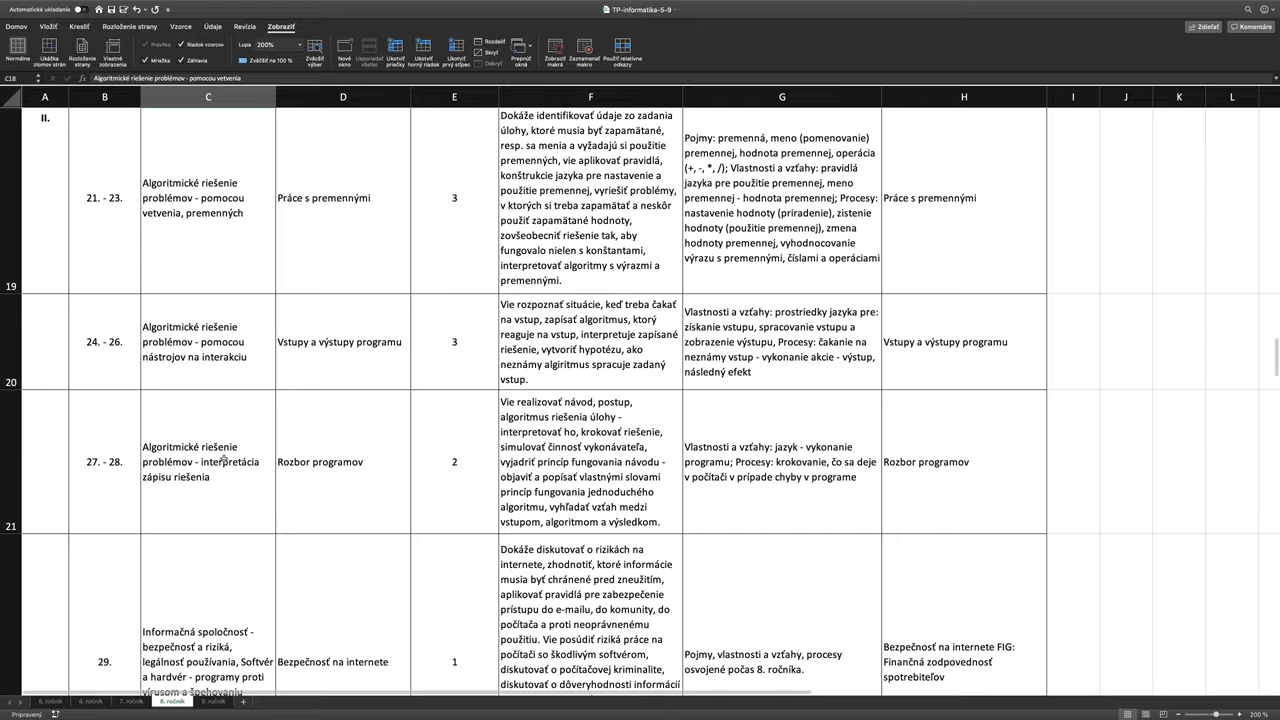 Automatické ukladanie
TP-informatika-5-9
Domov Vložiť Kresliť Rozloženie strany Vzorce Údaje Revízia Zobraziť
Zdieľať Komentáre
Normálne
Ukážka zlomov strán
Rozloženie strany
Vlastné zobrazenia
Pravítko Riadok vzorcov
Mriežka Záhlavia
Lupa 200%
Zväčšiť na 100 %
Zväčšiť výber
Nové okno
Usporiadať všetko
Ukotviť priečky
Ukotviť horný riadok
Ukotviť prvý stĺpec
Rozdeliť
Skryť
Odkryť
Prepnúť okná
Zobraziť makrá
Zaznamenať makro
Použiť relatívne odkazy
C18 fx Algoritmické riešenie problémov - pomocou vetvenia
A B C D E F G H I J K L
II.
19
21. - 23.
Algoritmické riešenie
problémov - pomocou
vetvenia, premenných
Práce s premennými
3
Dokáže identifikovať údaje zo zadania
úlohy, ktoré musia byť zapamätané,
resp. sa menia a vyžadajú si použitie
premenných, vie aplikovať pravidlá,
konštrukcie jazyka pre nastavenie a
použitie premennej, vyriešiť problémy,
v ktorých si treba zapamätať a neskôr
použiť zapamätané hodnoty,
zovšeobecniť riešenie tak, aby
fungovalo nielen s konštantami,
interpretovať algoritmy s výrazmi a
premennými.
Pojmy: premenná, meno (pomenovanie)
premennej, hodnota premennej, operácia
(+, -, *, /); Vlastnosti a vzťahy: pravidlá
jazyka pre použitie premennej, meno
premennej - hodnota premennej; Procesy:
nastavenie hodnoty (priradenie), zistenie
hodnoty (použitie premennej), zmena
hodnoty premennej, vyhodnocovanie
výrazu s premennými, číslami a operáciami
Práce s premennými
20
24. - 26.
Algoritmické riešenie
problémov - pomocou
nástrojov na interakciu
Vstupy a výstupy programu
3
Vie rozpoznať situácie, keď treba čakať
na vstup, zapísať algoritmus, ktorý
reaguje na vstup, interpretuje zapísané
riešenie, vytvoriť hypotézu, ako
neznámy algiritmus spracuje zadaný
vstup.
Vlastnosti a vzťahy: prostriedky jazyka pre:
získanie vstupu, spracovanie vstupu a
zobrazenie výstupu, Procesy: čakanie na
neznámy vstup - vykonanie akcie - výstup,
následný efekt
Vstupy a výstupy programu
21
27. - 28.
Algoritmické riešenie
problémov - interpretácia
zápisu riešenia
Rozbor programov
2
Vie realizovať návod, postup,
algoritmus riešenia úlohy -
interpretovať ho, krokovať riešenie,
simulovať činnosť vykonávateľa,
vyjadriť princíp fungovania návodu -
objaviť a popísať vlastnými slovami
princíp fungovania jednoduchého
algoritmu, vyhľadať vzťah medzi
vstupom, algoritmom a výsledkom.
Vlastnosti a vzťahy: jazyk - vykonanie
programu; Procesy: krokovanie, čo sa deje
v počítači v prípade chyby v programe
Rozbor programov
29.
Informačná spoločnosť -
bezpečnosť a riziká,
legálnosť používania, Softvér
a hardvér - programy proti
vírusom a špehovaniu
Bezpečnosť na internete
1
Dokáže diskutovať o rizikách na
internete, zhodnotiť, ktoré informácie
musia byť chránené pred zneužitím,
aplikovať pravidlá pre zabezpečenie
prístupu do e-mailu, do komunity, do
počítača a proti neoprávnenému
použitiu. Vie posúdiť riziká práce na
počítači so škodlivým softvérom,
diskutovať o počítačovej kriminalite,
diskutovať o dôveryhodnosti informácií
Pojmy, vlastnosti a vzťahy, procesy
osvojené počas 8. ročníka.
Bezpečnosť na internete FIG:
Finančná zodpovednosť
spotrebiteľov
5. ročník 6. ročník 7. ročník 8. ročník 9. ročník +
Pripravený
200 %